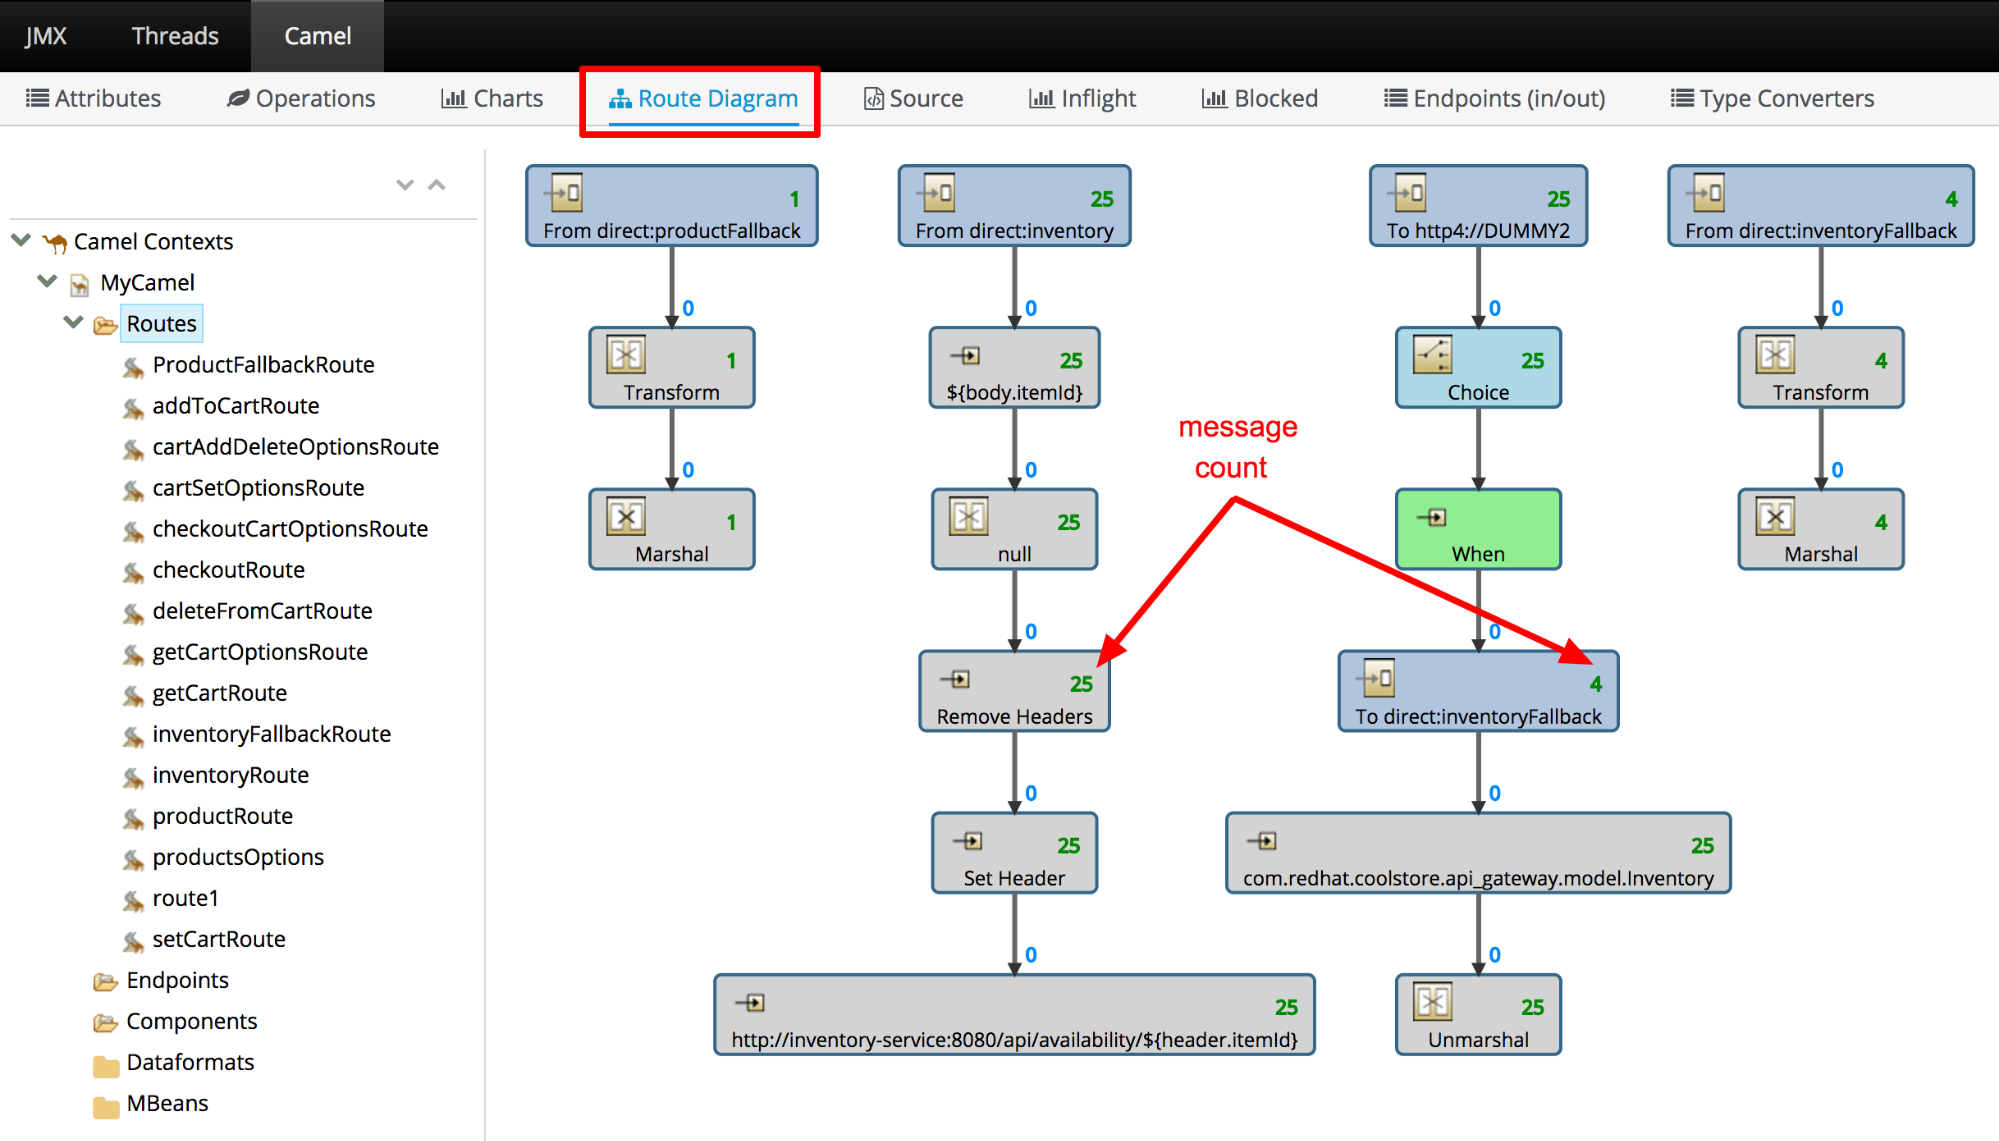 JMX Threads Camel
Attributes Operations Charts Route Diagram Source Inflight Blocked Endpoints (in/out) Type Converters
Camel Contexts
MyCamel
Routes
ProductFallbackRoute
addToCartRoute
cartAddDeleteOptionsRoute
cartSetOptionsRoute
checkoutCartOptionsRoute
checkoutRoute
deleteFromCartRoute
getCartOptionsRoute
getCartRoute
inventoryFallbackRoute
inventoryRoute
productRoute
productsOptions
route1
setCartRoute
Endpoints
Components
Dataformats
MBeans
1
From direct:productFallback
0
1
Transform
0
1
Marshal
25
From direct:inventory
0
25
${body.itemId}
0
25
null
0
25
Remove Headers
0
25
Set Header
0
25
http://inventory-service:8080/api/availability/${header.itemId}
message
count
25
To http4://DUMMY2
0
25
Choice
When
0
4
To direct:inventoryFallback
0
25
com.redhat.coolstore.api_gateway.model.Inventory
0
25
Unmarshal
4
From direct:inventoryFallback
0
4
Transform
0
4
Marshal